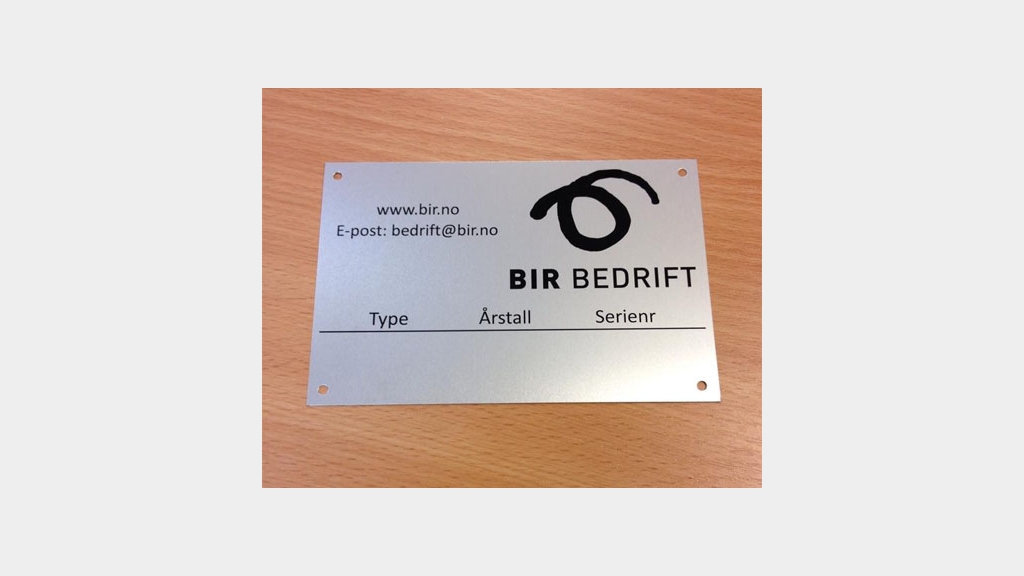 www.bir.no
E-post: bedrift@bir.no
BIR BEDRIFT
Type Årstall Serienr